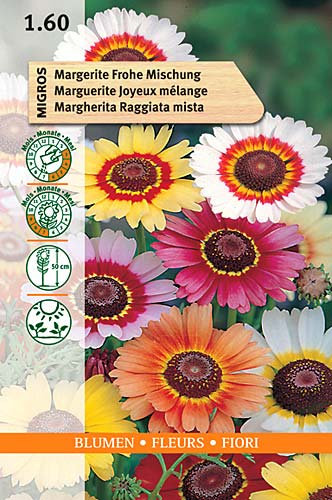 1.60
MIGROS
Margerite Frohe Mischung
Marguerite Joyeux mélange
Margherita Raggiata mista
Mois • Monate • Mesi
Mois • Monate • Mesi
50 cm
BLUMEN • FLEURS • FIORI